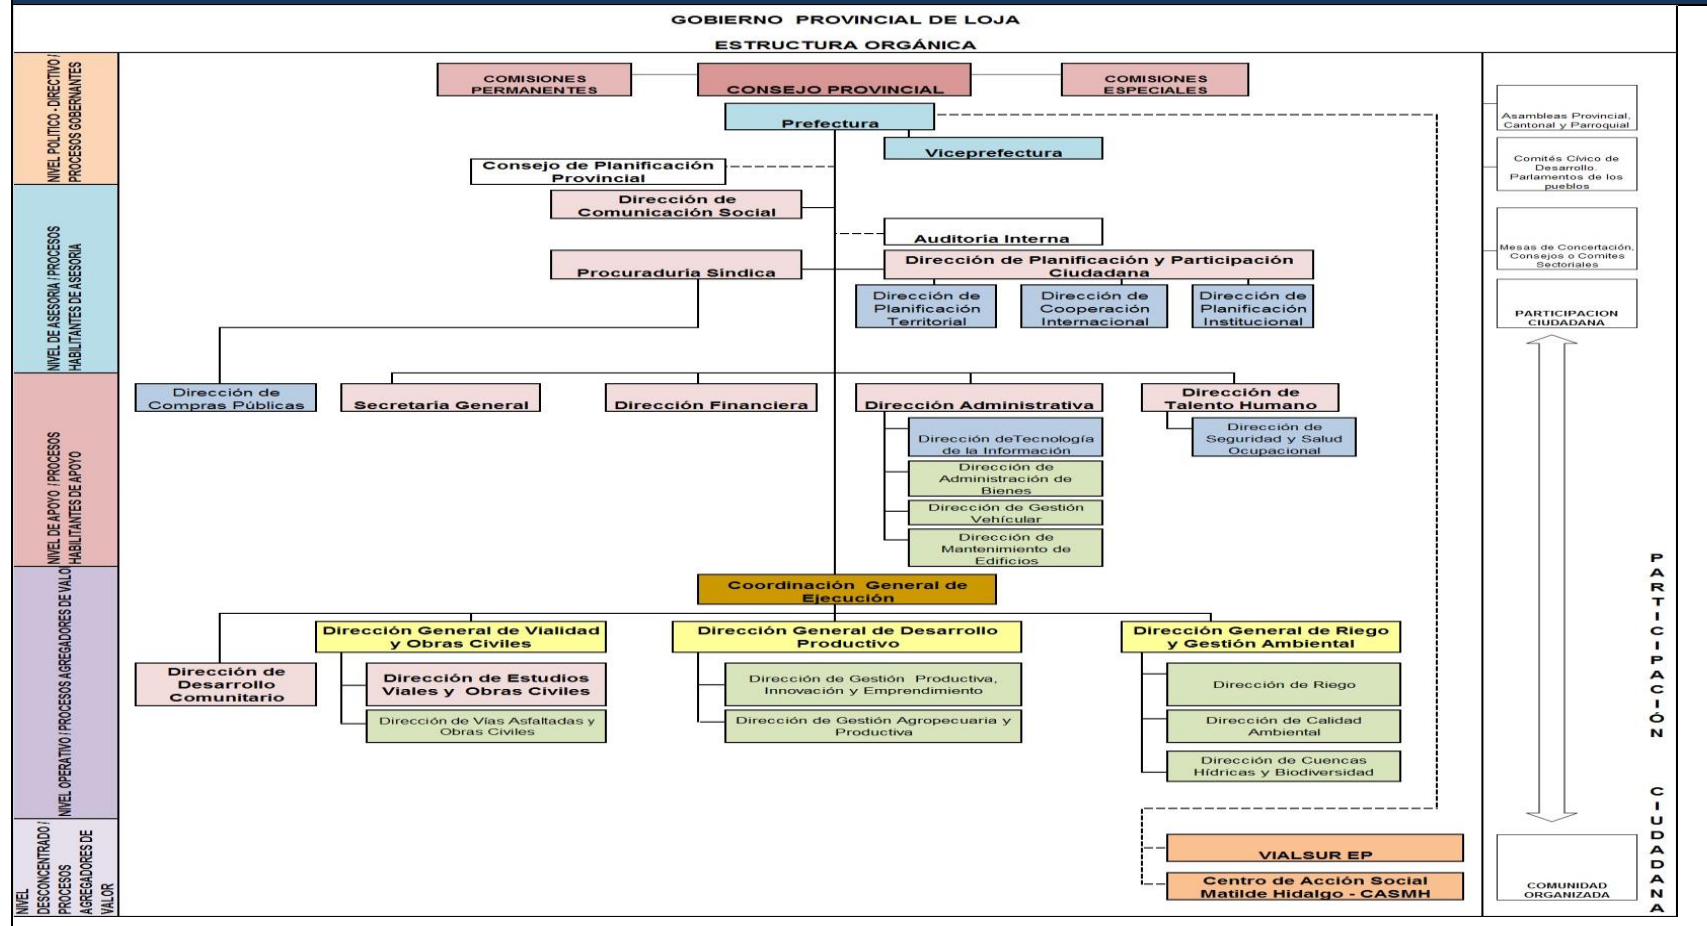 GOBIERNO PROVINCIAL DE LOJA
ESTRUCTURA ORGÁNICA
NIVEL POLITICO - DIRECTIVO /
PROCESOS GOBERNANTES
COMISIONES
PERMANENTES
CONSEJO PROVINCIAL
COMISIONES
ESPECIALES
Prefectura
Viceprefectura
Consejo de Planificación
Provincial
NIVEL DE ASESORIA / PROCESOS
HABILITANTES DE ASESORIA
Dirección de
Comunicación Social
Auditoría Interna
Procuraduría Síndica
Dirección de Planificación y Participación
Ciudadana
Dirección de
Planificación
Territorial
Dirección de
Cooperación
Internacional
Dirección de
Planificación
Institucional
NIVEL DE APOYO / PROCESOS
HABILITANTES DE APOYO
Dirección de
Compras Públicas
Secretaría General
Dirección Financiera
Dirección Administrativa
Dirección de
Talento Humano
Dirección deTecnología
de la Información
Dirección de
Administración de
Bienes
Dirección de Gestión
Vehícular
Dirección de
Mantenimiento de
Edificios
Dirección de
Seguridad y Salud
Ocupacional
NIVEL OPERATIVO / PROCESOS AGREGADORES DE VALO
Coordinación General de
Ejecución
Dirección General de Vialidad
y Obras Civiles
Dirección General de Desarrollo
Productivo
Dirección General de Riego
y Gestión Ambiental
Dirección de
Desarrollo
Comunitario
Dirección de Estudios
Viales y Obras Civiles
Dirección de Vías Asfaltadas y
Obras Civiles
Dirección de Gestión Productiva,
Innovación y Emprendimiento
Dirección de Gestión Agropecuaria y
Productiva
Dirección de Riego
Dirección de Calidad
Ambiental
Dirección de Cuencas
Hídricas y Biodiversidad
NIVEL
DESCONCENTRADO /
PROCESOS
AGREGADORES DE
VALOR
VIALSUR EP
Centro de Acción Social
Matilde Hidalgo - CASMH
Asambleas Provincial,
Cantonal y Parroquial
Comités Cívico de
Desarrollo.
Parlamentos de los
pueblos
Mesas de Concertación,
Consejos o Comites
Sectoriales
PARTICIPACION
CIUDADANA
COMUNIDAD
ORGANIZADA
PARTICIPACIÓN CIUDADANA